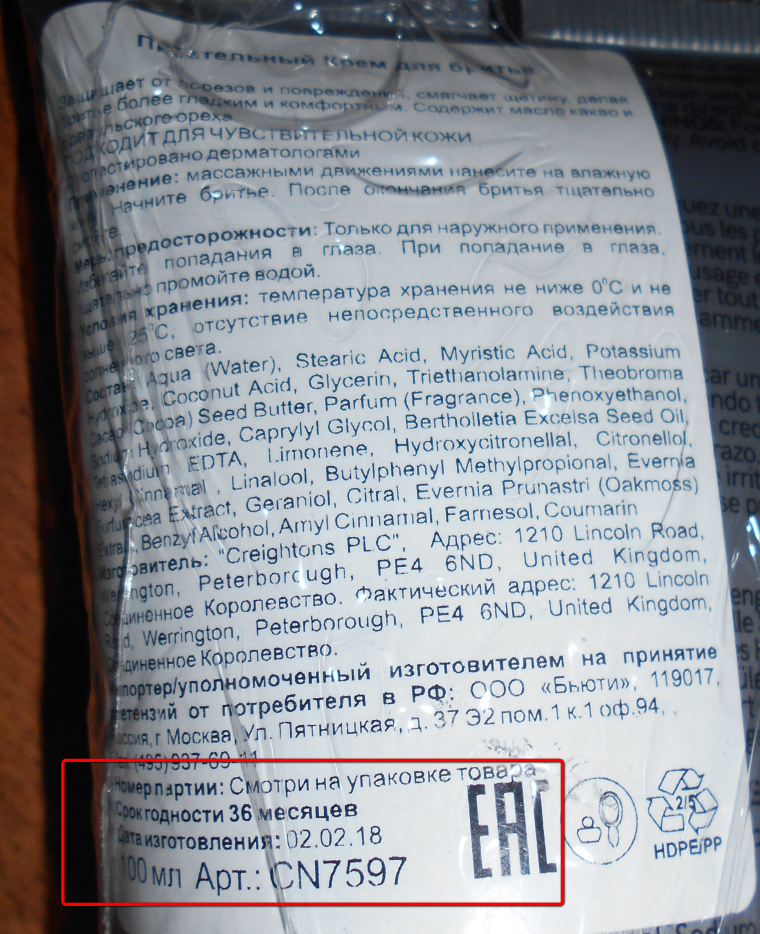 Питательный Крем для бритья
Защищает от порезов и повреждений, смягчает щетину, делая
бритье более гладким и комфортным. Содержит масло какао и
бразильского ореха
ПОДХОДИТ ДЛЯ ЧУВСТВИТЕЛЬНОЙ КОЖИ
Протестировано дерматологами
Применение: массажными движениями нанесите на влажную
кожу. Начните бритье. После окончания бритья тщательно
смойте.
Меры предосторожности: Только для наружного применения.
Избегайте попадания в глаза. При попадание в глаза,
тщательно промойте водой.
Условия хранения: температура хранения не ниже 0°С и не
выше 25°С, отсутствие непосредственного воздействия
солнечного света.
Состав: Aqua (Water), Stearic Acid, Myristic Acid, Potassium
Hydroxide, Coconut Acid, Glycerin, Triethanolamine, Theobroma
Cacao (Cocoa) Seed Butter, Parfum (Fragrance), Phenoxyethanol,
Sodium Hydroxide, Caprylyl Glycol, Bertholletia Excelsa Seed Oil,
Tetrasodium EDTA, Limonene, Hydroxycitronellal, Citronellol,
Hexyl Cinnamal, Linalool, Butylphenyl Methylpropional, Evernia
Furfuracea Extract, Geraniol, Citral, Evernia Prunastri (Oakmoss)
Extract, Benzyl Alcohol, Amyl Cinnamal, Farnesol, Coumarin
Изготовитель: "Creightons PLC", Адрес: 1210 Lincoln Road,
Werrington, Peterborough, PE4 6ND, United Kingdom,
Соединенное Королевство. Фактический адрес: 1210 Lincoln
Road, Werrington, Peterborough, PE4 6ND, United Kingdom,
Соединенное Королевство.
Импортер/уполномоченный изготовителем на принятие
претензий от потребителя в РФ: ООО «Бьюти», 119017,
Россия, г Москва, Ул. Пятницкая, д. 37 Э2 пом.1 к.1 оф.94,
Номер партии: Смотри на упаковке товара
Срок годности 36 месяцев
Дата изготовления: 02.02.18
100 мл Арт.: CN7597
EAC
2/5
HDPE/PP